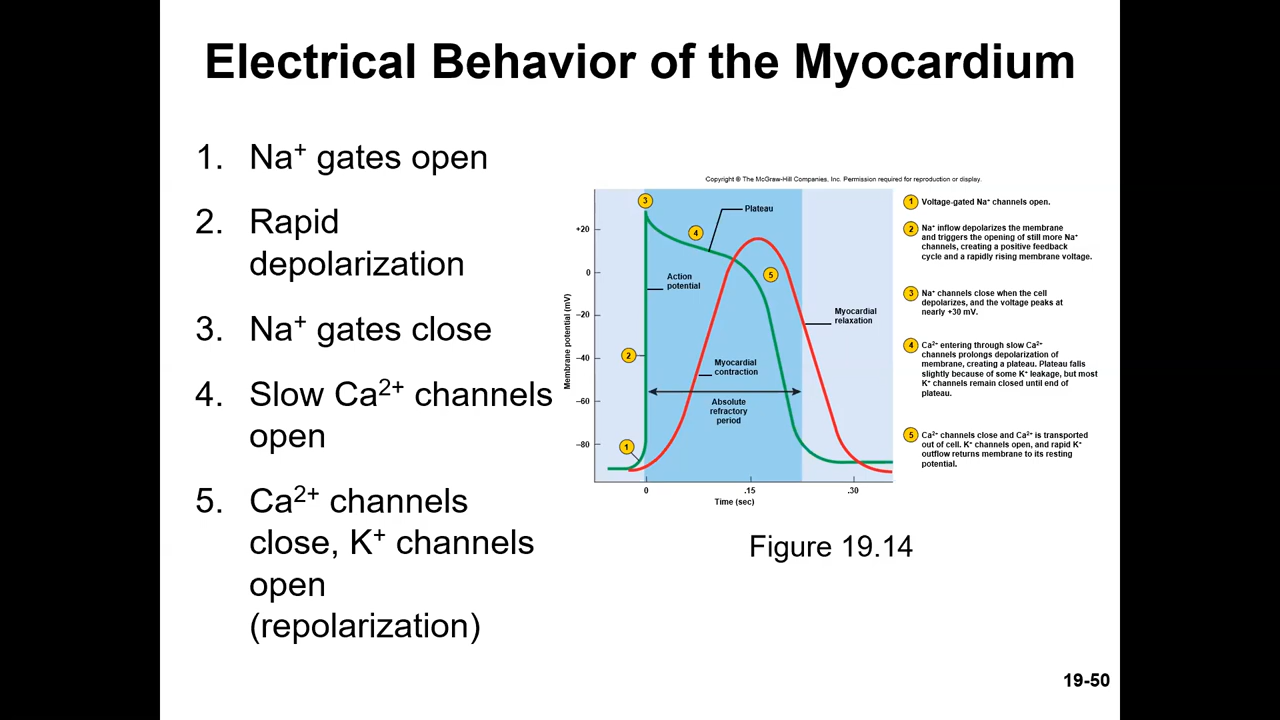 Electrical Behavior of the Myocardium
1. Na⁺ gates open
2. Rapid
depolarization
3. Na⁺ gates close
4. Slow Ca²⁺ channels
open
5. Ca²⁺ channels
close, K⁺ channels
open
(repolarization)
Copyright © The McGraw-Hill Companies, Inc. Permission required for reproduction or display.
Membrane potential (mV)
+20
0
–20
–40
–60
–80
3
4
5
2
1
Plateau
Action
potential
Myocardial
relaxation
Myocardial
contraction
Absolute
refractory
period
0
.15
.30
Time (sec)
1 Voltage-gated Na⁺ channels open.
2 Na⁺ inflow depolarizes the membrane
and triggers the opening of still more Na⁺
channels, creating a positive feedback
cycle and a rapidly rising membrane voltage.
3 Na⁺ channels close when the cell
depolarizes, and the voltage peaks at
nearly +30 mV.
4 Ca²⁺ entering through slow Ca²⁺
channels prolongs depolarization of
membrane, creating a plateau. Plateau falls
slightly because of some K⁺ leakage, but most
K⁺ channels remain closed until end of
plateau.
5 Ca²⁺ channels close and Ca²⁺ is transported
out of cell. K⁺ channels open, and rapid K⁺
outflow returns membrane to its resting
potential.
Figure 19.14
19-50